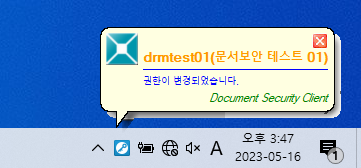 drmtest01(문서보안 테스트 01)
권한이 변경되었습니다.
Document Security Client
A
오후 3:47
2023-05-16
1